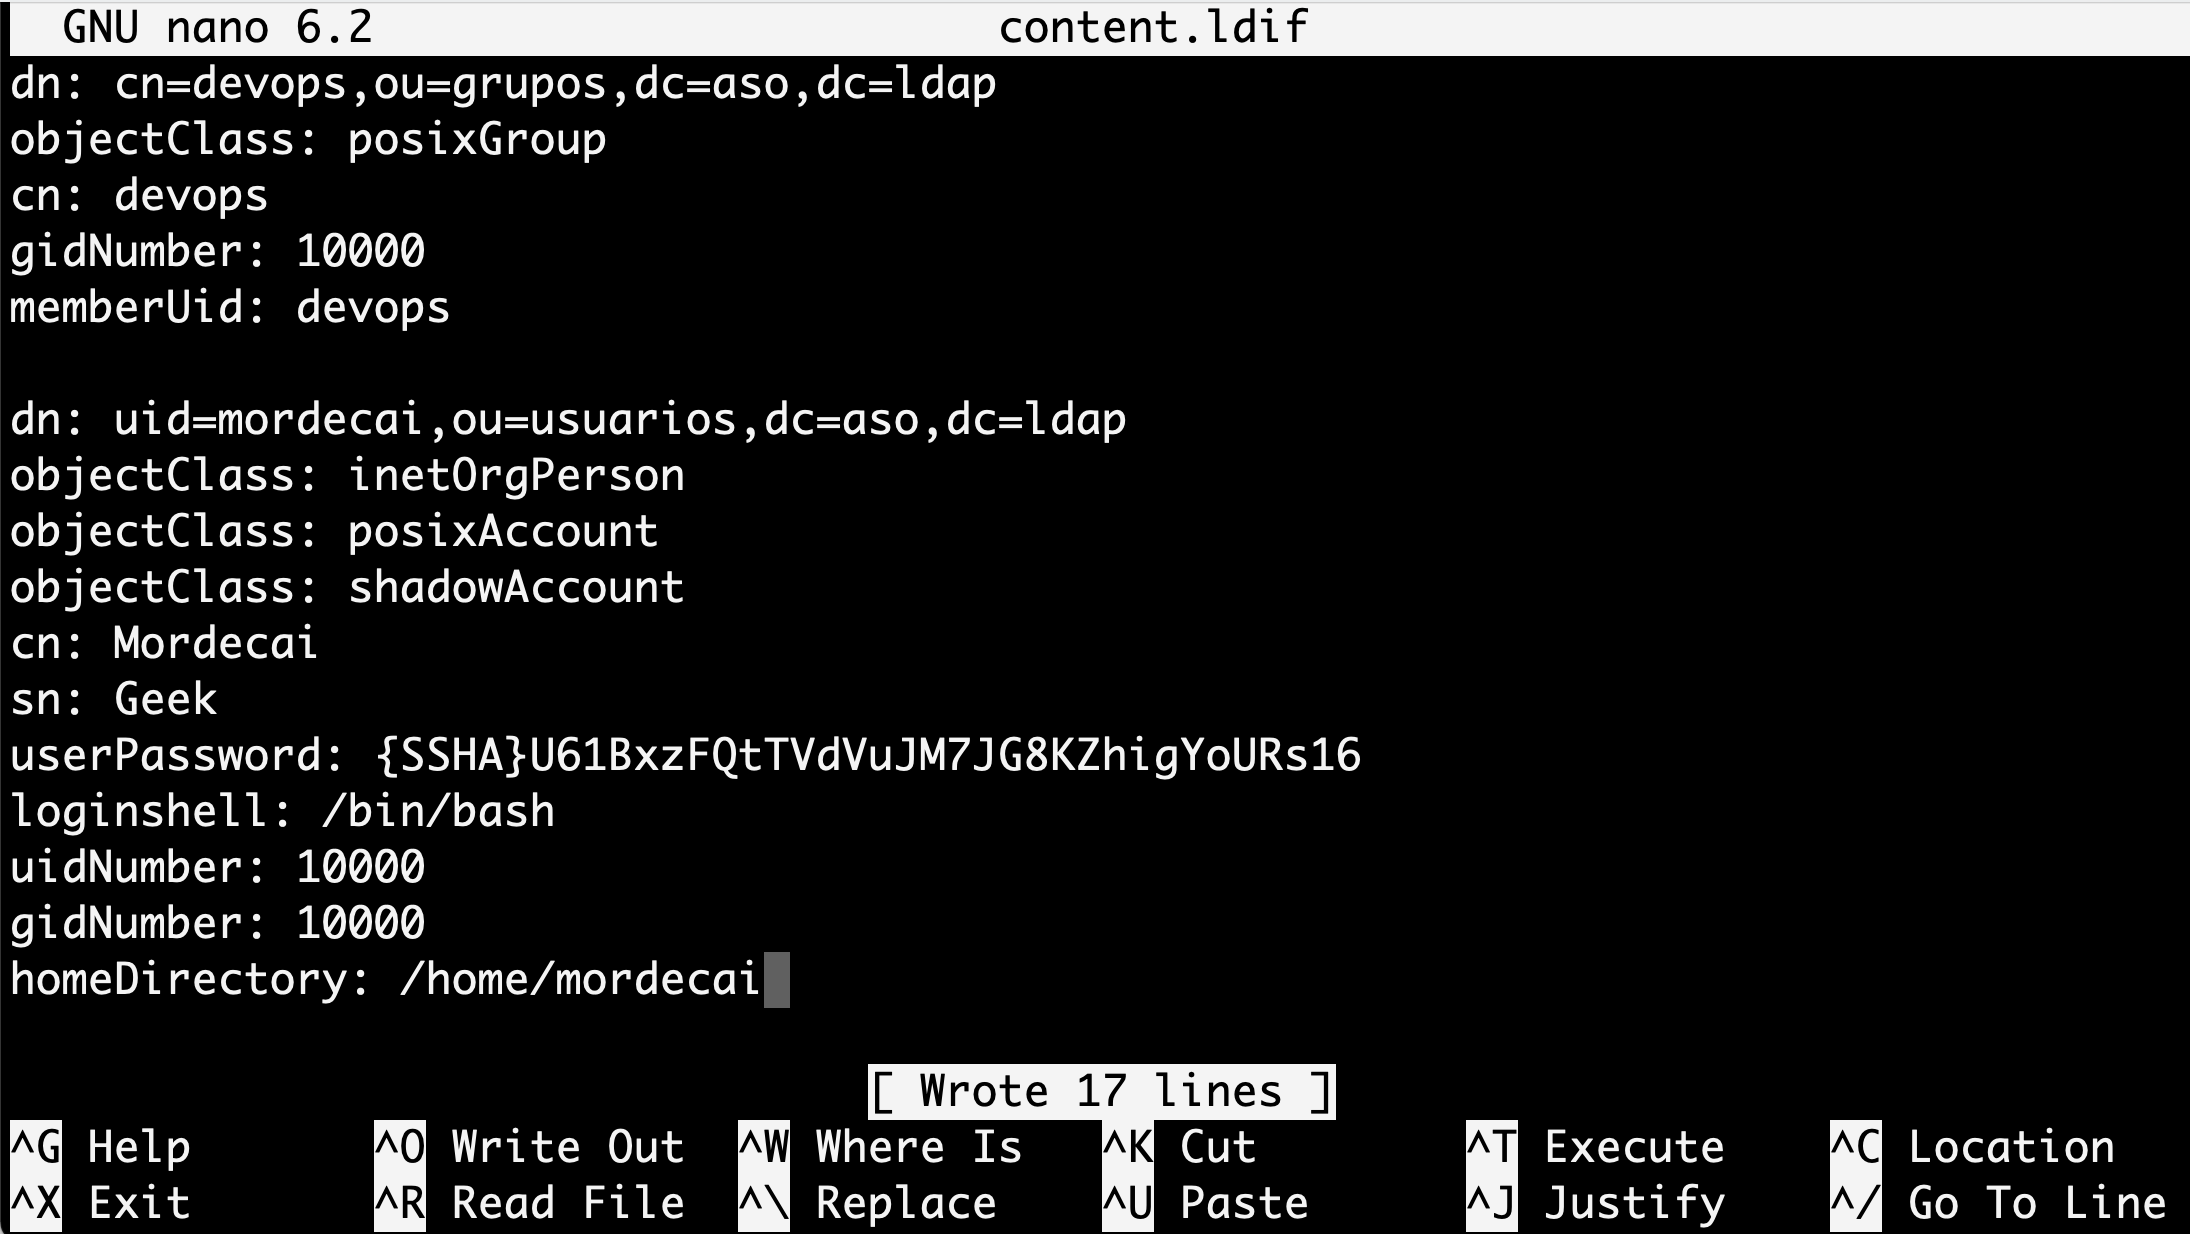 GNU nano 6.2 content.ldif
dn: cn=devops,ou=grupos,dc=aso,dc=ldap
objectClass: posixGroup
cn: devops
gidNumber: 10000
memberUid: devops

dn: uid=mordecai,ou=usuarios,dc=aso,dc=ldap
objectClass: inetOrgPerson
objectClass: posixAccount
objectClass: shadowAccount
cn: Mordecai
sn: Geek
userPassword: {SSHA}U61BxzFQtTVdVuJM7JG8KZhigYoURs16
loginshell: /bin/bash
uidNumber: 10000
gidNumber: 10000
homeDirectory: /home/mordecai
[ Wrote 17 lines ]
^G Help ^O Write Out ^W Where Is ^K Cut ^T Execute ^C Location
^X Exit ^R Read File ^\ Replace ^U Paste ^J Justify ^/ Go To Line